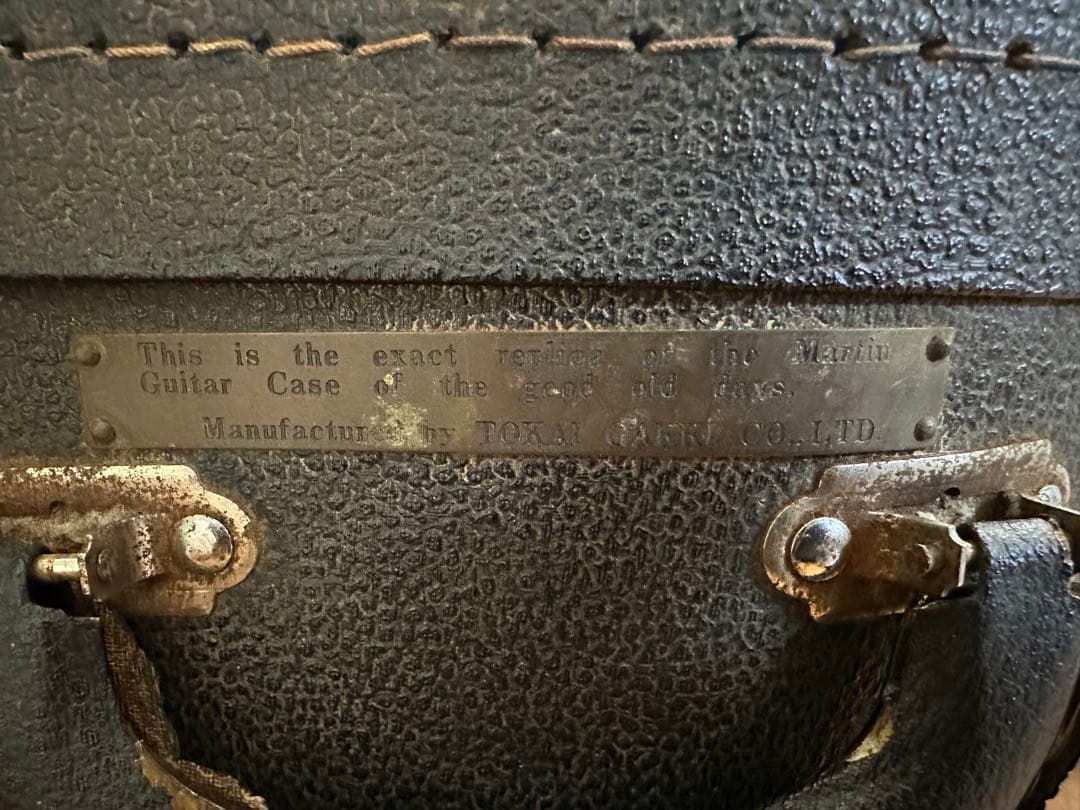 This is the exact replica of the Martin
Guitar Case of the good old days.
Manufactured by TOKAI GAKKI CO.,LTD.